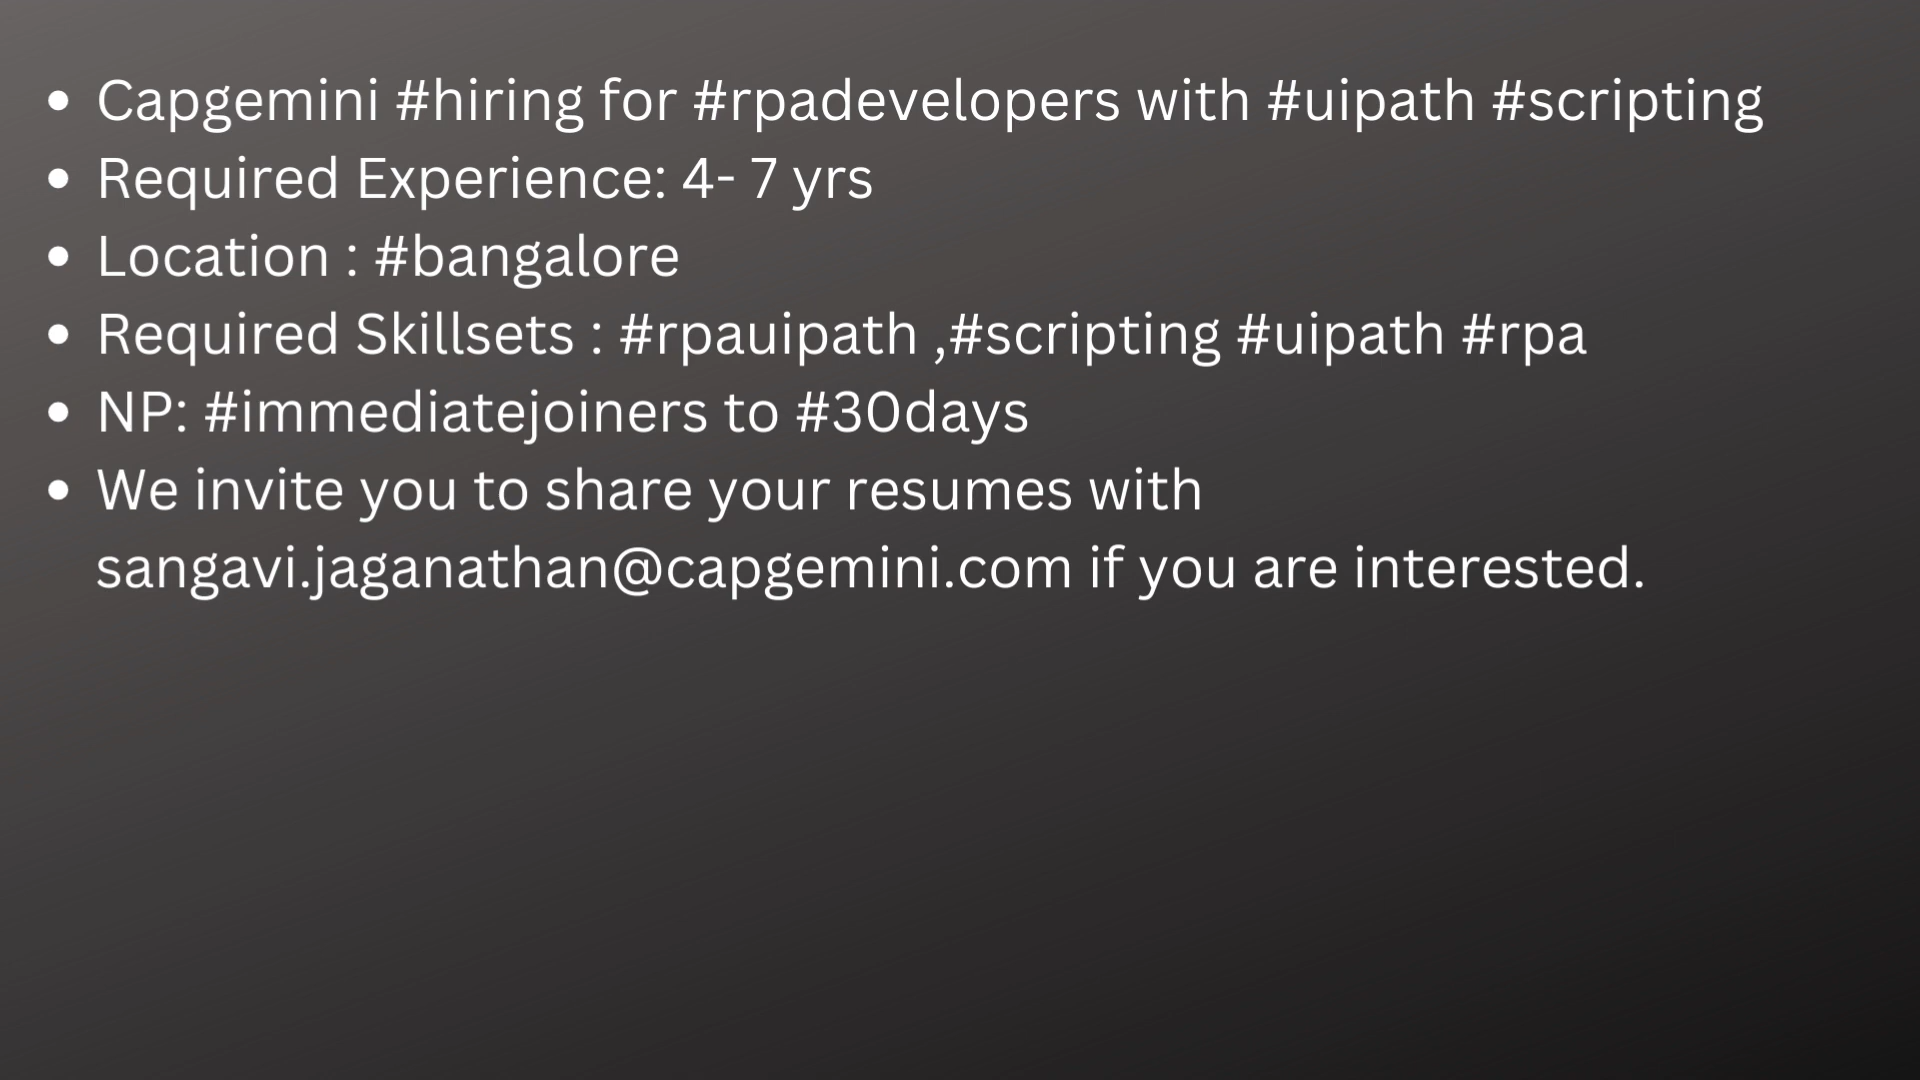 • Capgemini #hiring for #rpadevelopers with #uipath #scripting
• Required Experience: 4- 7 yrs
• Location : #bangalore
• Required Skillsets : #rpauipath ,#scripting #uipath #rpa
• NP: #immediatejoiners to #30days
• We invite you to share your resumes with
sangavi.jaganathan@capgemini.com if you are interested.